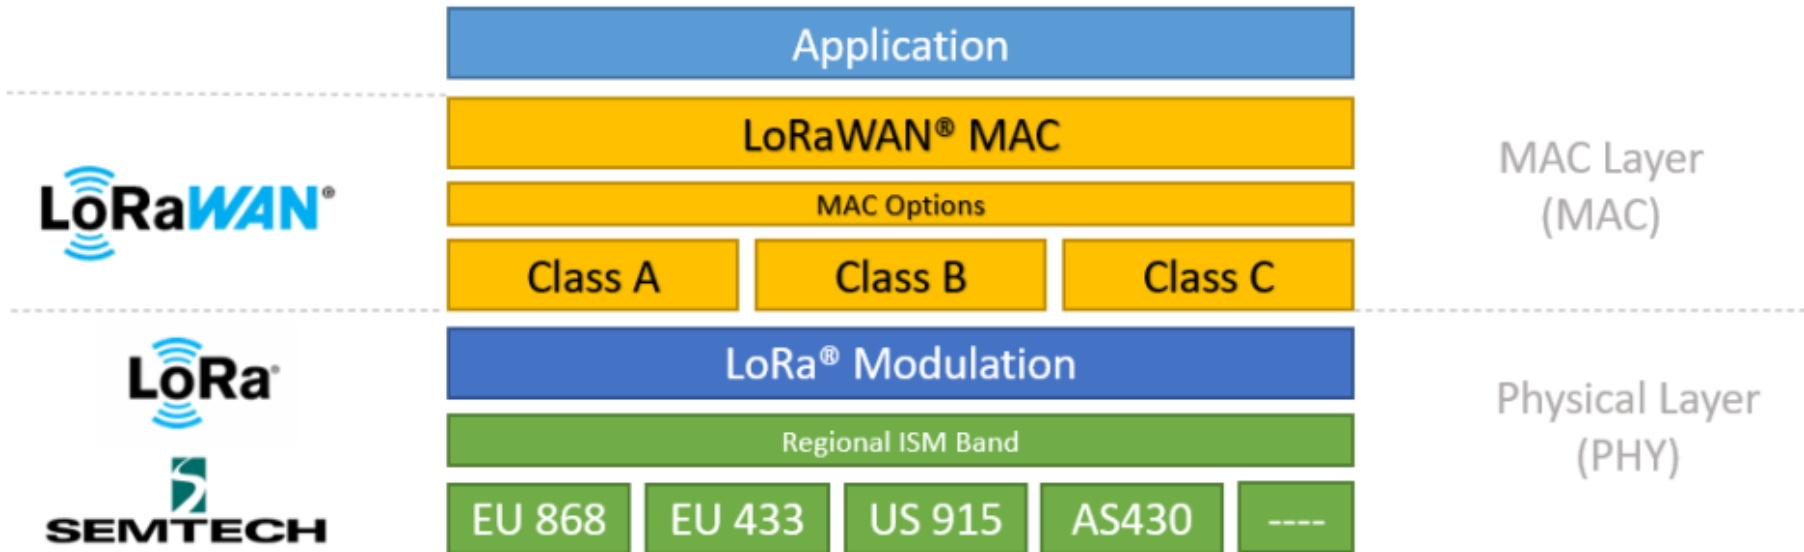 Application
LoRaWAN® MAC
MAC Options
Class A Class B Class C
LoRaWAN®
MAC Layer
(MAC)
LoRa® Modulation
Regional ISM Band
EU 868 EU 433 US 915 AS430 ----
LoRa®
SEMTECH
Physical Layer
(PHY)